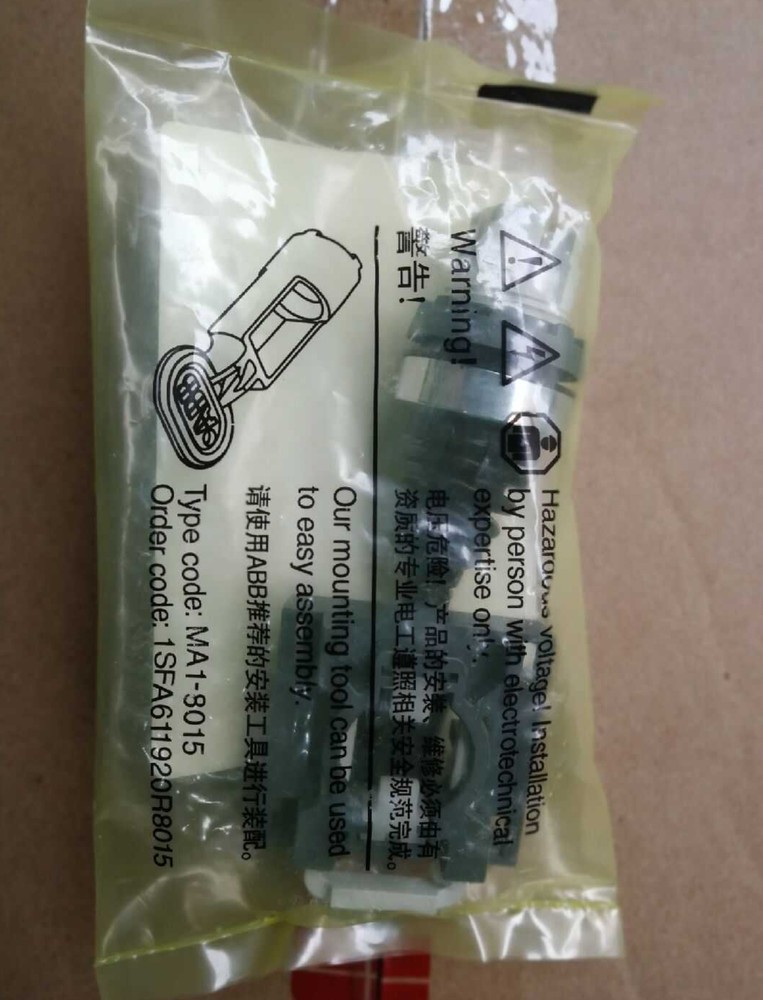 Warning!
警告!
Hazardous voltage! Installation
by person with electrotechnical
expertise only.
电压危险! 产品的安装、维修必须由有
资质的专业电工遵照相关安全规范完成。
Our mounting tool can be used
to easy assembly.
请使用ABB推荐的安装工具进行装配。
Type code: MA1-8015
Order code: 1SFA611920R8015
ABB